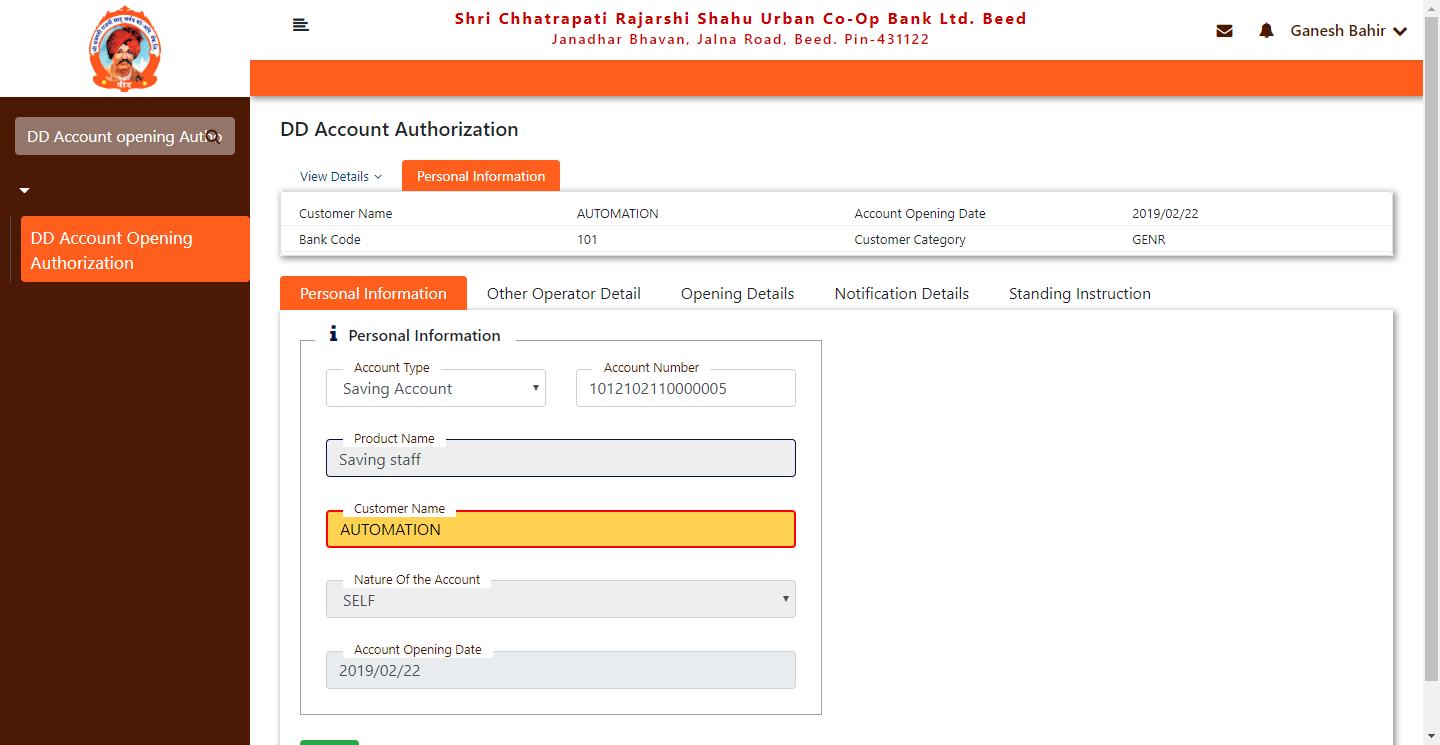 Shri Chhatrapati Rajarshi Shahu Urban Co-Op Bank Ltd. Beed
Janadhar Bhavan, Jalna Road, Beed. Pin-431122
Ganesh Bahir
बीड
DD Account opening Autho
DD Account Opening
Authorization
DD Account Authorization
View Details
Personal Information
Customer Name AUTOMATION Account Opening Date 2019/02/22
Bank Code 101 Customer Category GENR
Personal Information Other Operator Detail Opening Details Notification Details Standing Instruction
Personal Information
Account Type Account Number
Saving Account 1012102110000005
Product Name
Saving staff
Customer Name
AUTOMATION
Nature Of the Account
SELF
Account Opening Date
2019/02/22